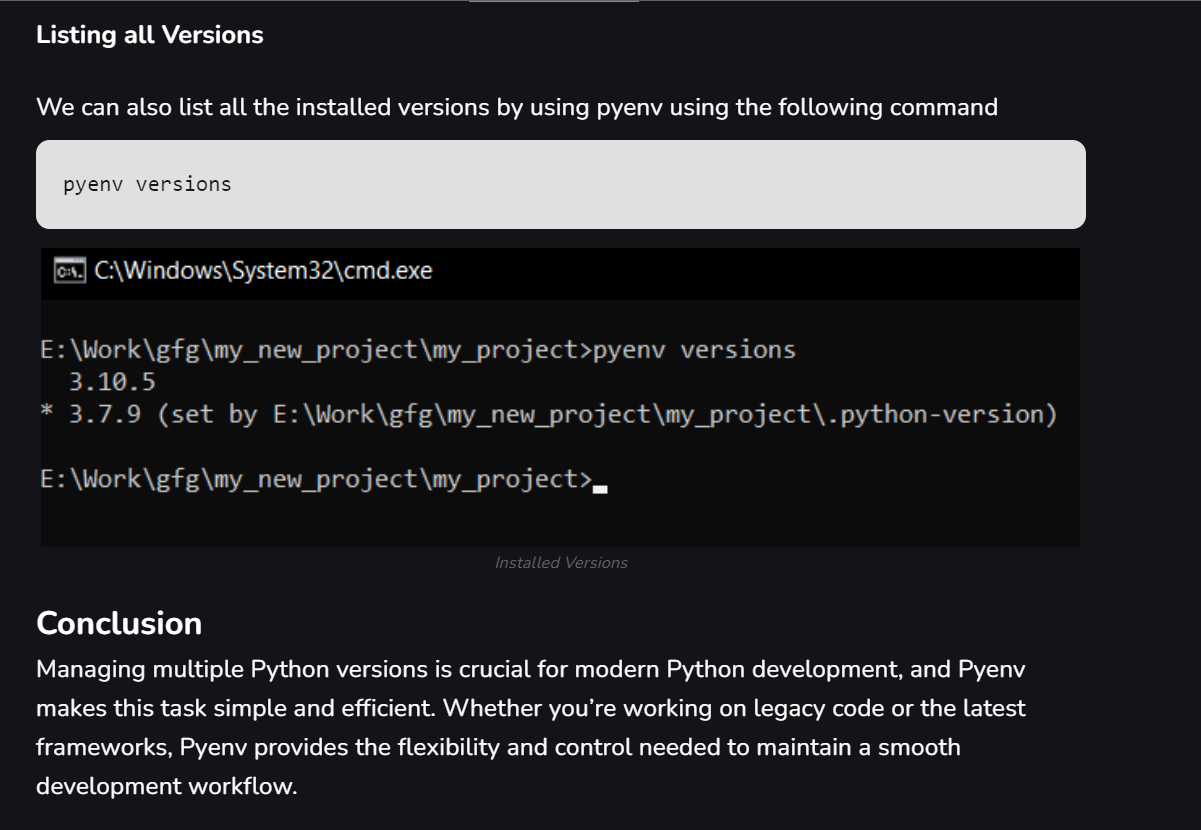 Listing all Versions
We can also list all the installed versions by using pyenv using the following command
pyenv versions
C:\Windows\System32\cmd.exe
E:\Work\gfg\my_new_project\my_project>pyenv versions
3.10.5
* 3.7.9 (set by E:\Work\gfg\my_new_project\my_project\.python-version)
E:\Work\gfg\my_new_project\my_project>
Installed Versions
Conclusion
Managing multiple Python versions is crucial for modern Python development, and Pyenv
makes this task simple and efficient. Whether you’re working on legacy code or the latest
frameworks, Pyenv provides the flexibility and control needed to maintain a smooth
development workflow.